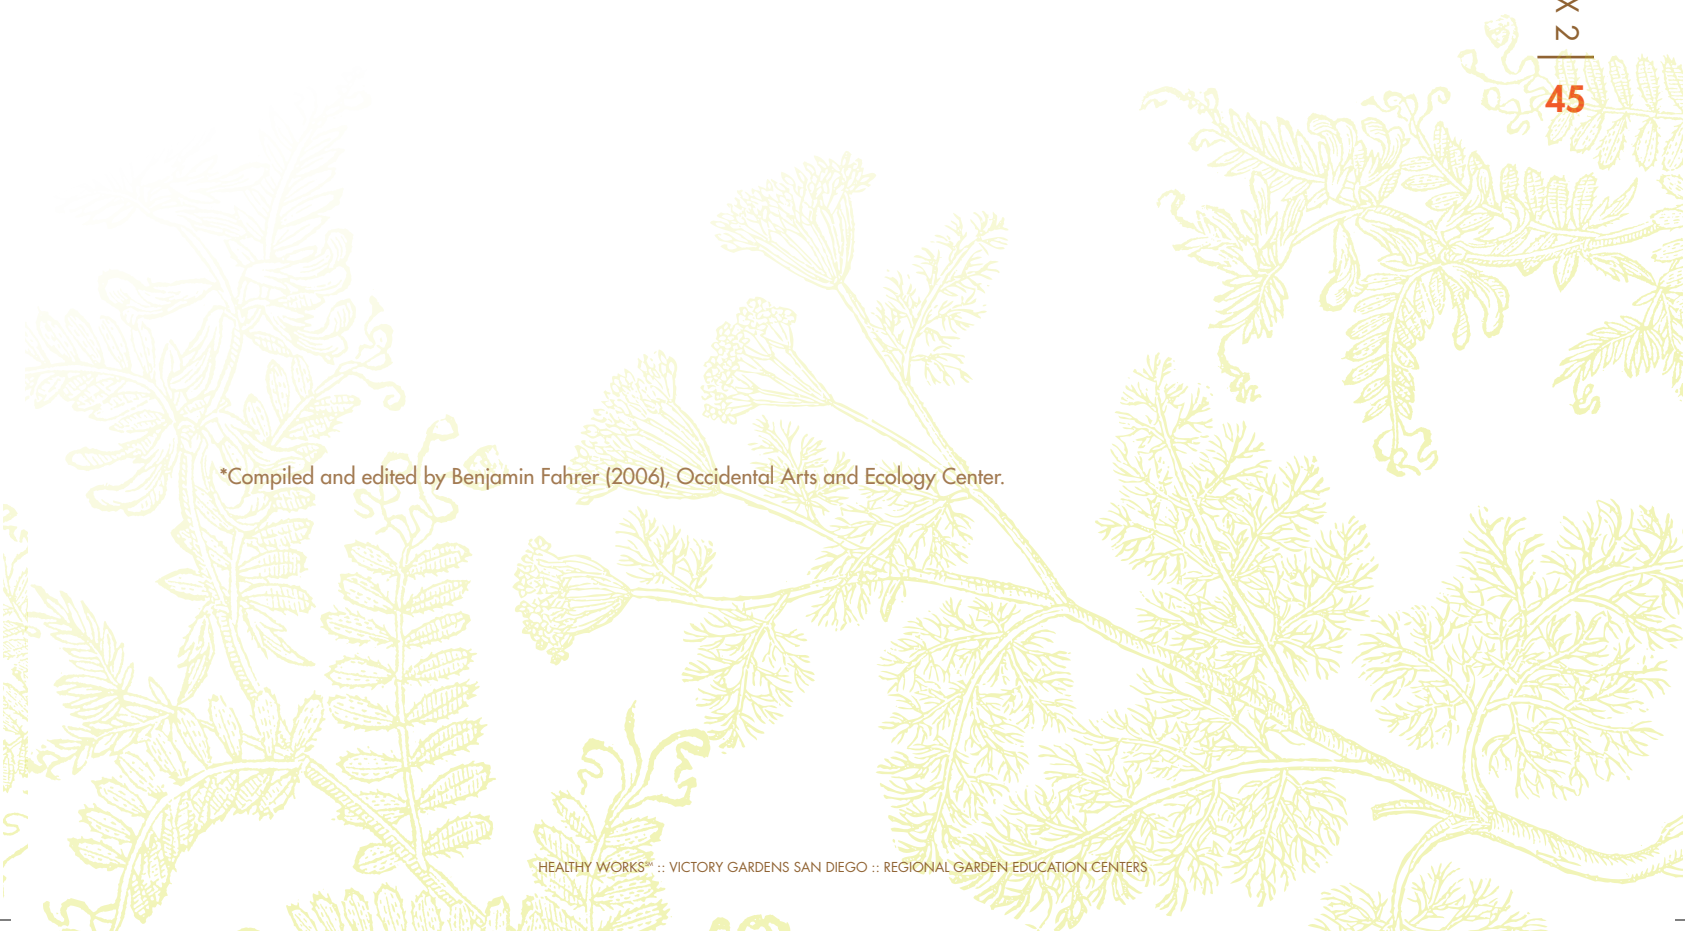 X 2
45
*Compiled and edited by Benjamin Fahrer (2006), Occidental Arts and Ecology Center.
HEALTHY WORKS℠ :: VICTORY GARDENS SAN DIEGO :: REGIONAL GARDEN EDUCATION CENTERS